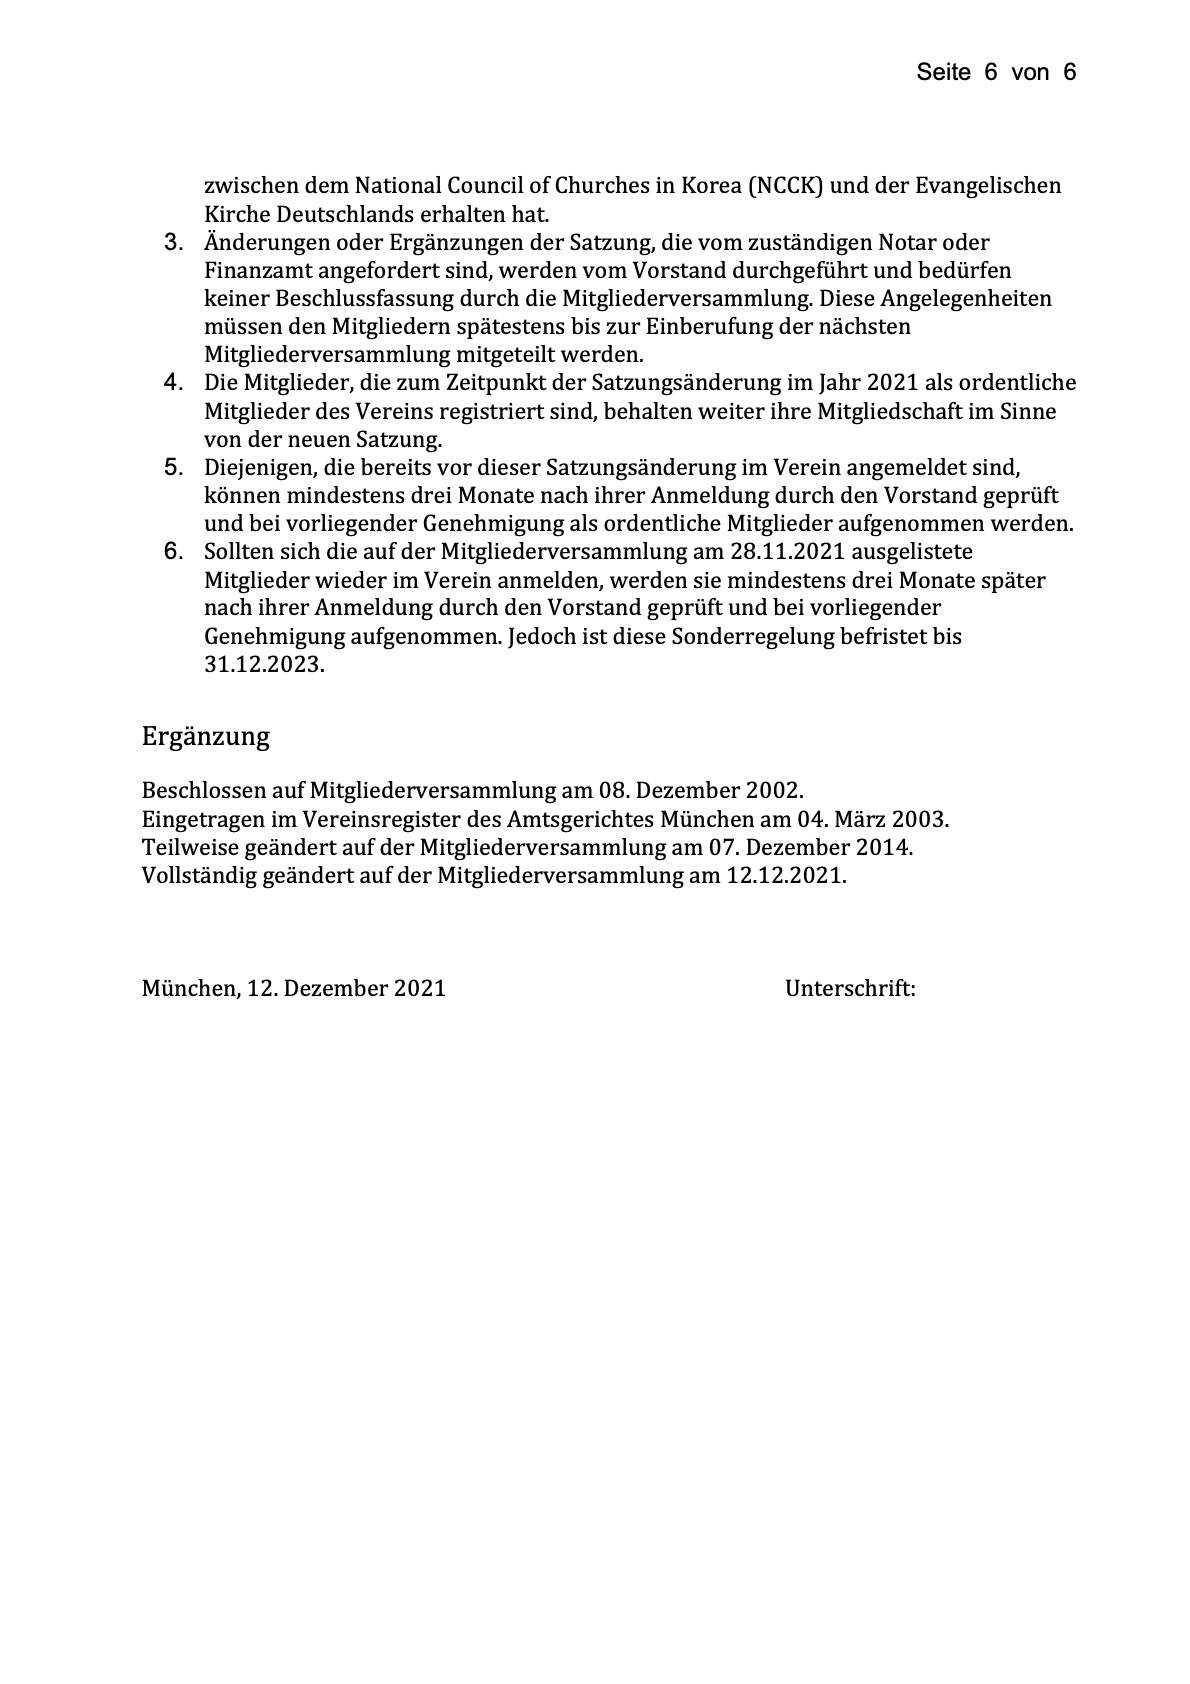 Seite 6 von 6
zwischen dem National Council of Churches in Korea (NCCK) und der Evangelischen
Kirche Deutschlands erhalten hat.
3. Änderungen oder Ergänzungen der Satzung, die vom zuständigen Notar oder
Finanzamt angefordert sind, werden vom Vorstand durchgeführt und bedürfen
keiner Beschlussfassung durch die Mitgliederversammlung. Diese Angelegenheiten
müssen den Mitgliedern spätestens bis zur Einberufung der nächsten
Mitgliederversammlung mitgeteilt werden.
4. Die Mitglieder, die zum Zeitpunkt der Satzungsänderung im Jahr 2021 als ordentliche
Mitglieder des Vereins registriert sind, behalten weiter ihre Mitgliedschaft im Sinne
von der neuen Satzung.
5. Diejenigen, die bereits vor dieser Satzungsänderung im Verein angemeldet sind,
können mindestens drei Monate nach ihrer Anmeldung durch den Vorstand geprüft
und bei vorliegender Genehmigung als ordentliche Mitglieder aufgenommen werden.
6. Sollten sich die auf der Mitgliederversammlung am 28.11.2021 ausgelistete
Mitglieder wieder im Verein anmelden, werden sie mindestens drei Monate später
nach ihrer Anmeldung durch den Vorstand geprüft und bei vorliegender
Genehmigung aufgenommen. Jedoch ist diese Sonderregelung befristet bis
31.12.2023.
Ergänzung
Beschlossen auf Mitgliederversammlung am 08. Dezember 2002.
Eingetragen im Vereinsregister des Amtsgerichtes München am 04. März 2003.
Teilweise geändert auf der Mitgliederversammlung am 07. Dezember 2014.
Vollständig geändert auf der Mitgliederversammlung am 12.12.2021.
München, 12. Dezember 2021 Unterschrift: